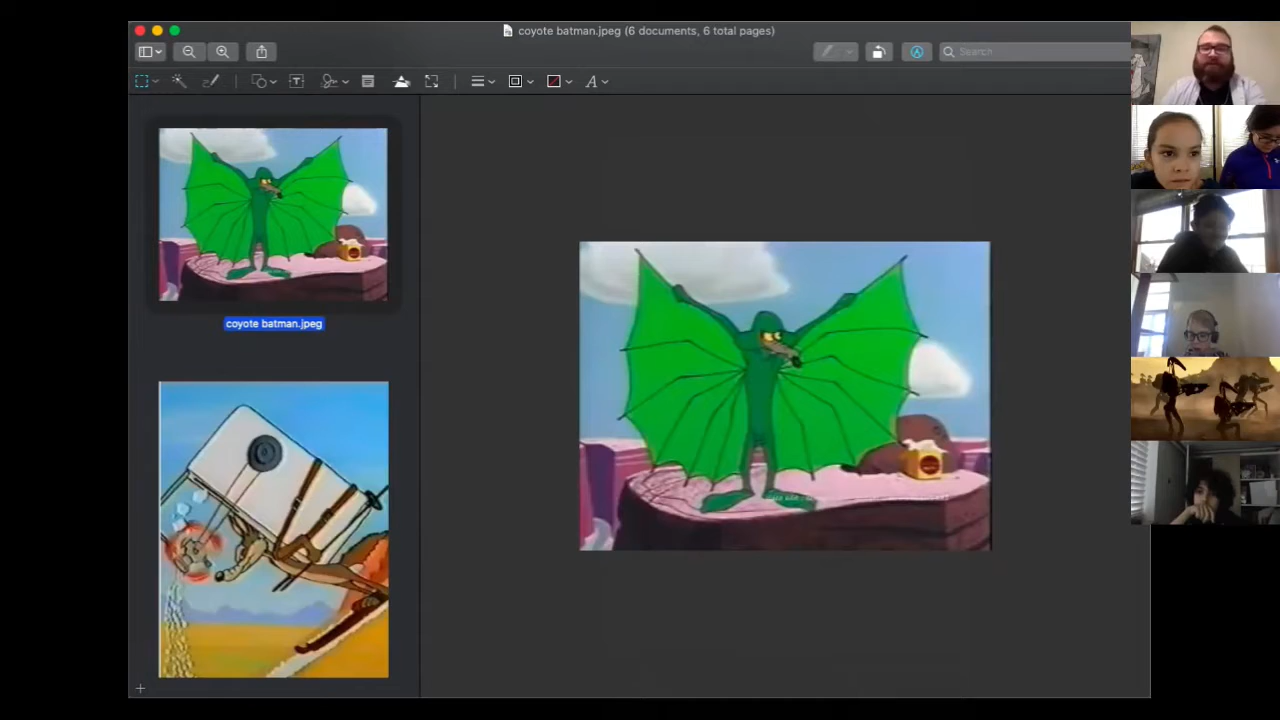 coyote batman.jpeg (6 documents, 6 total pages)
Search
coyote batman.jpeg